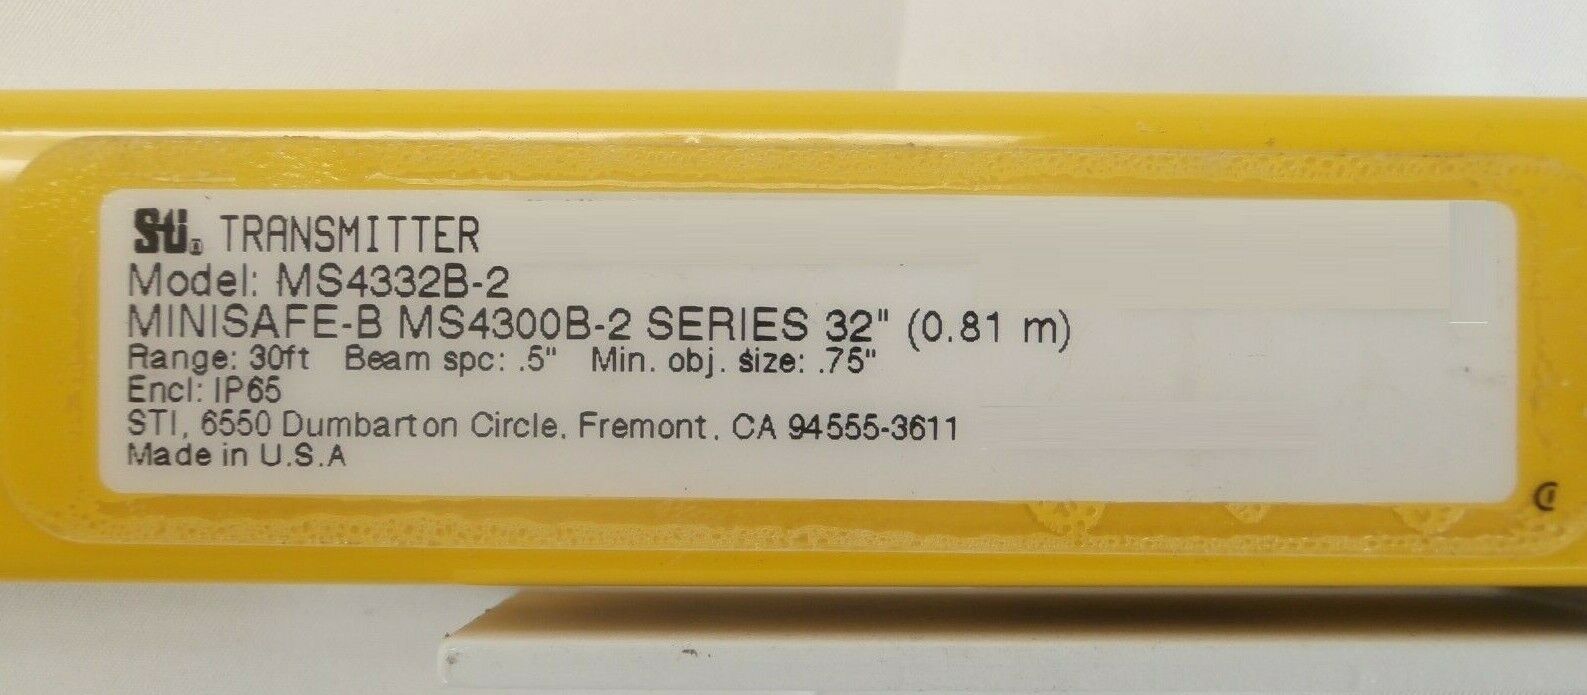 Sti® TRANSMITTER
Model: MS4332B-2
MINISAFE-B MS4300B-2 SERIES 32" (0.81 m)
Range: 30ft Beam spc: .5" Min. obj. size: .75"
Encl: IP65
STI, 6550 Dumbarton Circle, Fremont, CA 94555-3611
Made in U.S.A